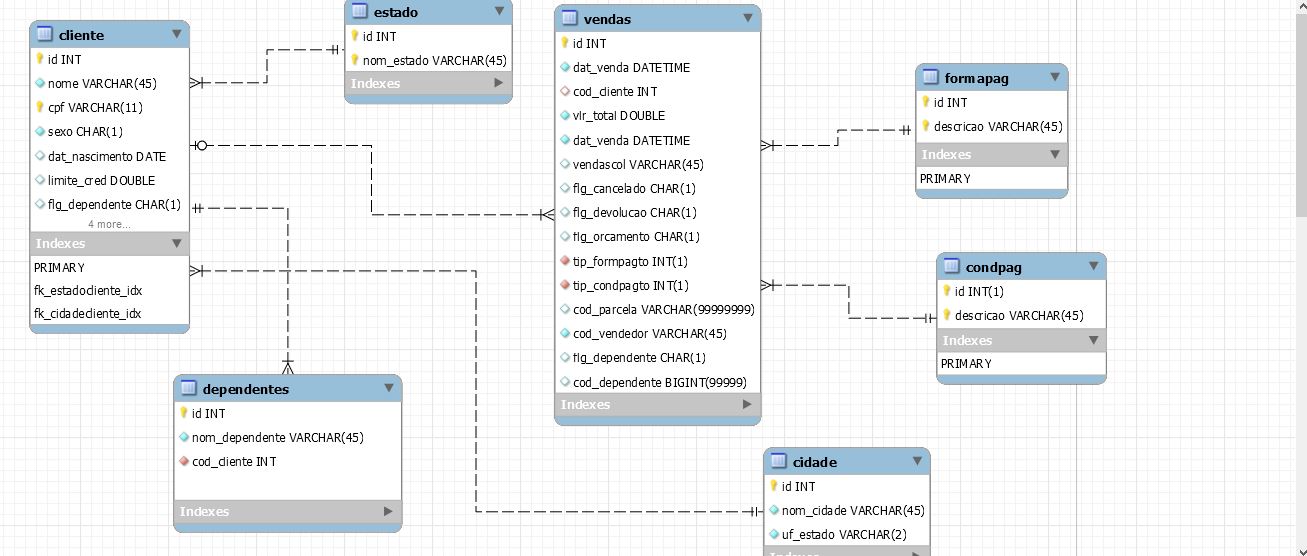 cliente
id INT
nome VARCHAR(45)
cpf VARCHAR(11)
sexo CHAR(1)
dat_nascimento DATE
limite_cred DOUBLE
flg_dependente CHAR(1)
4 more...
Indexes
PRIMARY
fk_estadocliente_idx
fk_cidadecliente_idx
estado
id INT
nom_estado VARCHAR(45)
Indexes
vendas
id INT
dat_venda DATETIME
cod_cliente INT
vlr_total DOUBLE
dat_venda DATETIME
vendascol VARCHAR(45)
flg_cancelado CHAR(1)
flg_devolucao CHAR(1)
flg_orcamento CHAR(1)
tip_formpagto INT(1)
tip_condpagto INT(1)
cod_parcela VARCHAR(99999999)
cod_vendedor VARCHAR(45)
flg_dependente CHAR(1)
cod_dependente BIGINT(99999)
Indexes
formapag
id INT
descricao VARCHAR(45)
Indexes
PRIMARY
condpag
id INT(1)
descricao VARCHAR(45)
Indexes
PRIMARY
dependentes
id INT
nom_dependente VARCHAR(45)
cod_cliente INT
Indexes
cidade
id INT
nom_cidade VARCHAR(45)
uf_estado VARCHAR(2)
Indexes